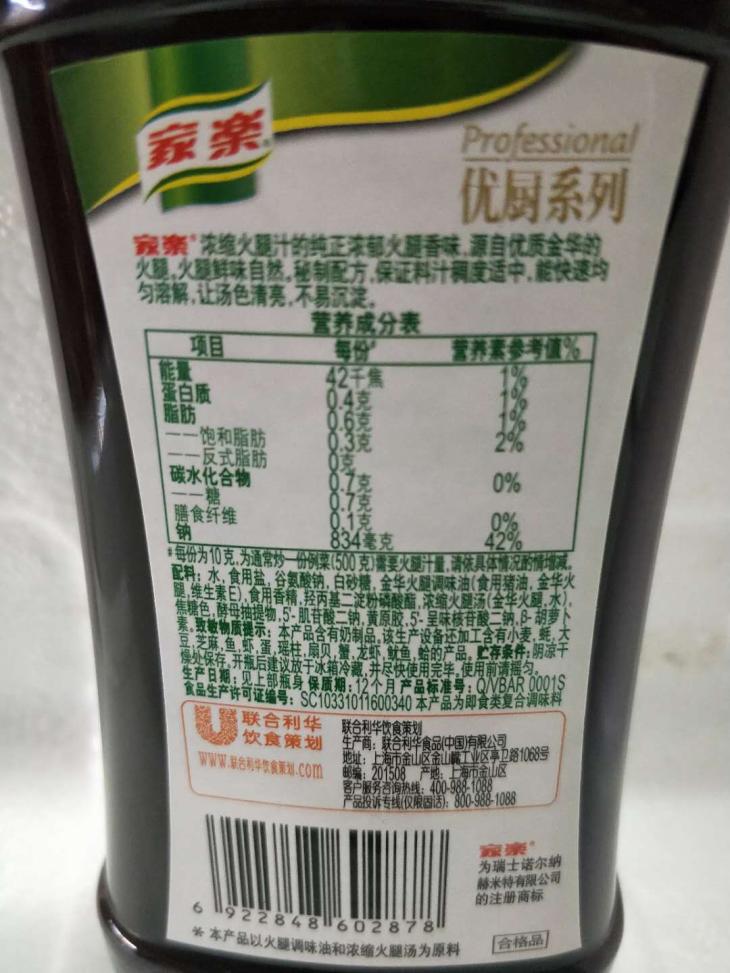 家樂
Professional
优厨系列
家樂®浓缩火腿汁的纯正浓郁火腿香味,源自优质金华的
火腿,火腿鲜味自然。秘制配方,保证料汁稠度适中,能快速均
匀溶解,让汤色清亮,不易沉淀。
营养成分表
项目 每份# 营养素参考值%
能量 42千焦 1%
蛋白质 0.4克 1%
脂肪 0.6克 1%
——饱和脂肪 0.3克 2%
——反式脂肪 0克
碳水化合物 0.7克 0%
——糖 0.7克
膳食纤维 0.1克 0%
钠 834毫克 42%
#每份为10克,为通常炒一份例菜(500克)需要火腿汁量,请依具体情况酌情增减。
配料：水,食用盐,谷氨酸钠,白砂糖,金华火腿调味油(食用猪油,金华火
腿,维生素E),食用香精,羟丙基二淀粉磷酸酯,浓缩火腿汤(金华火腿,水),
焦糖色,酵母抽提物,5'-肌苷酸二钠,黄原胶,5'-呈味核苷酸二钠,β-胡萝卜
素。致敏物质提示：本产品含有奶制品。该生产设备还加工含有小麦,蚝,大
豆,芝麻,鱼,虾,蛋,瑶柱,扇贝,蟹,龙虾,鱿鱼,蛤的产品。贮存条件:阴凉干
燥处保存,开瓶后建议放于冰箱冷藏,并尽快使用完毕,使用前请摇匀。
生产日期：见上部瓶身 保质期：12个月 产品标准号：Q/VBAR 0001S
食品生产许可证编号：SC10331011600340 本产品为即食类复合调味料
联合利华
饮食策划
www.联合利华饮食策划.com
联合利华饮食策划
生产商：联合利华食品(中国)有限公司
地址：上海市金山区金山嘴工业区亭卫路1068号
邮编：201508 产地：上海市金山区
客户服务咨询热线：400-988-1088
产品投诉专线(仅限固话)：800-988-1088
6 922848 602878
家樂®
为瑞士诺尔纳
赫米特有限公司
的注册商标
*本产品以火腿调味油和浓缩火腿汤为原料
合格品